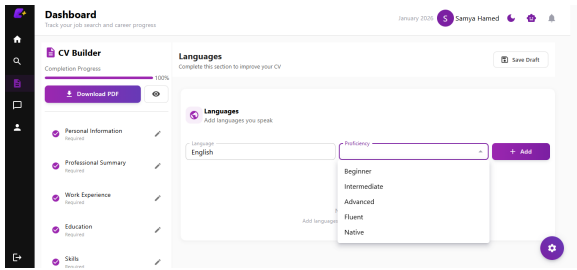 Dashboard
Track your job search and career progress
January 2026
S
Samya Hamed
CV Builder
Completion Progress
100%
Download PDF
Personal Information
Required
Professional Summary
Required
Work Experience
Required
Education
Required
Skills
Required
Languages
Complete this section to improve your CV
Save Draft
Languages
Add languages you speak
Language
English
Proficiency
+ Add
Beginner
Intermediate
Advanced
Fluent
Native
Add languages